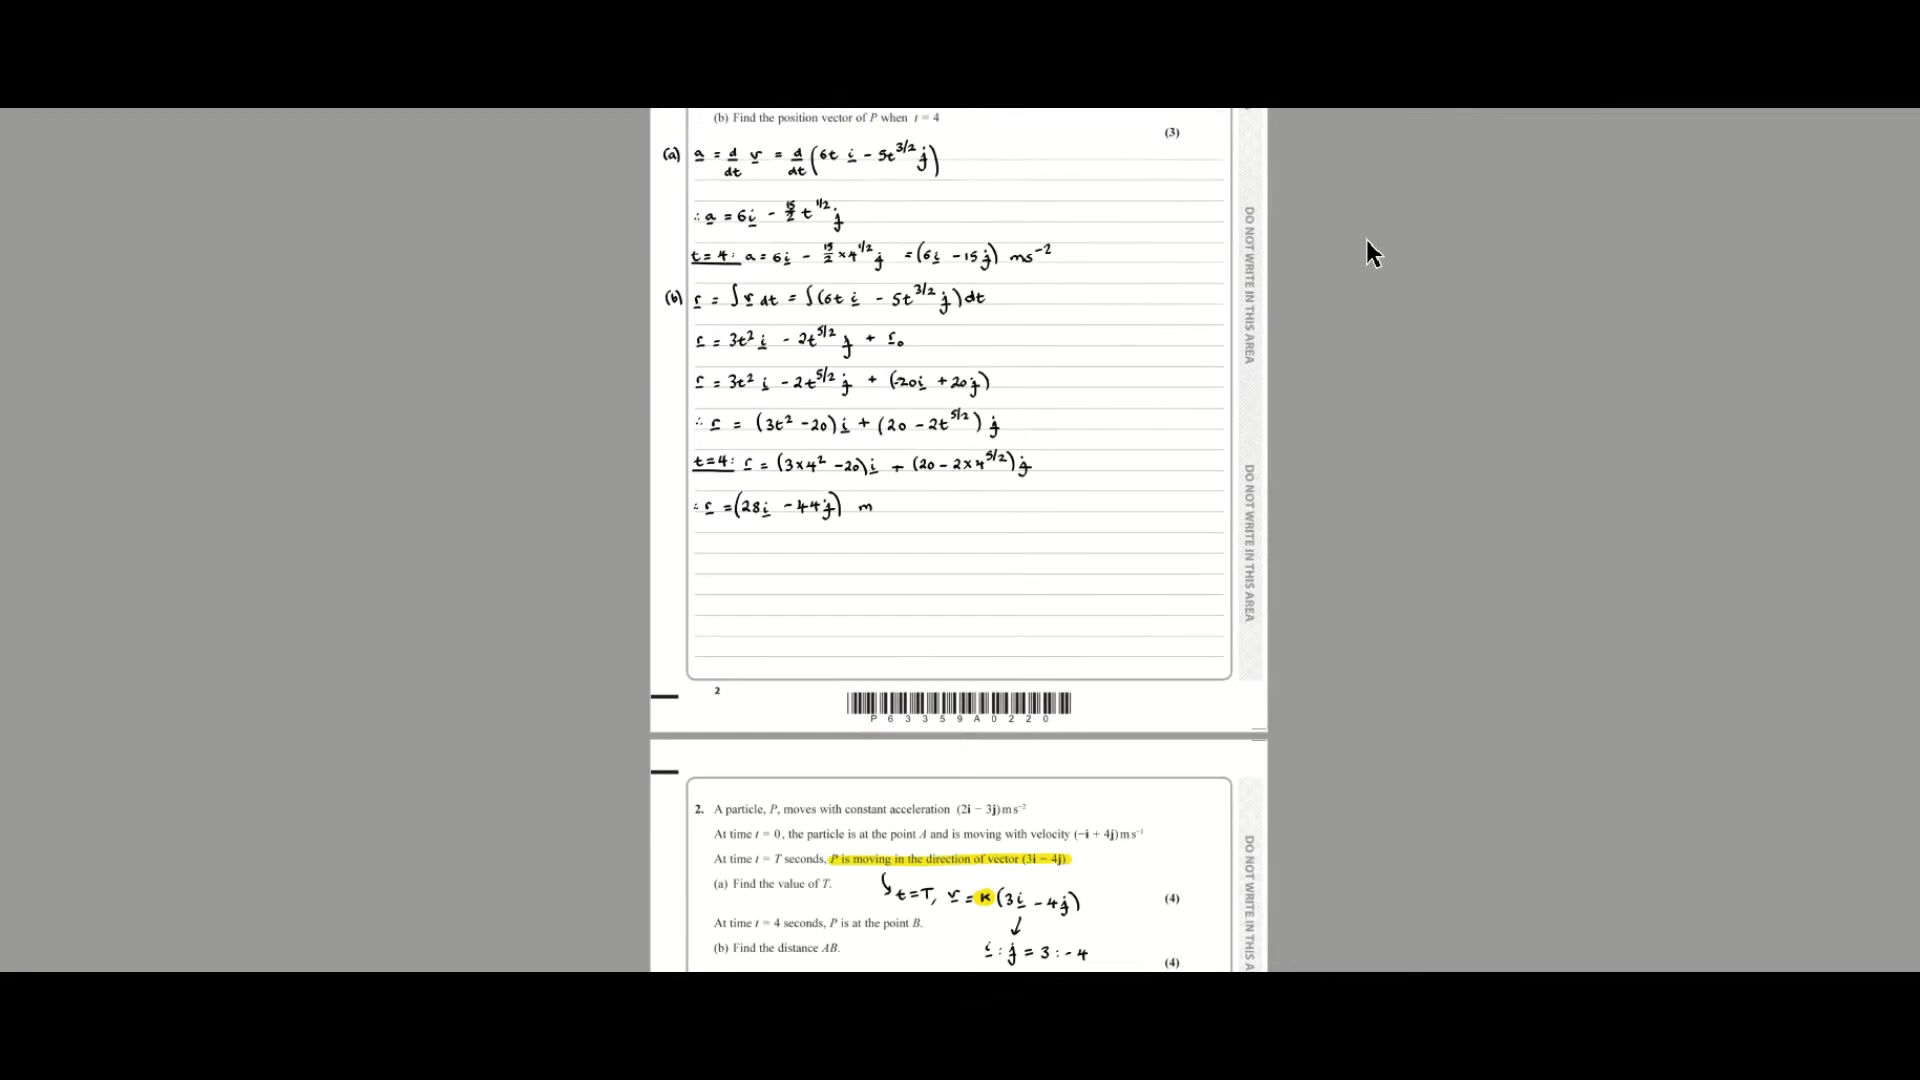 (b) Find the position vector of P when t = 4
(3)
(a) a = d/dt v = d/dt (6t i - 5t^3/2 j)
∴ a = 6i - 15/2 t^1/2 j
t=4: a = 6i - 15/2 × 4^1/2 j = (6i - 15j) ms^-2
(b) r = ∫ v dt = ∫(6t i - 5t^3/2 j) dt
r = 3t² i - 2t^5/2 j + r₀
r = 3t² i - 2t^5/2 j + (-20i + 20j)
∴ r = (3t² - 20)i + (20 - 2t^5/2) j
t=4: r = (3×4² - 20)i + (20 - 2×4^5/2) j
∴ r = (28i - 44j) m
DO NOT WRITE IN THIS AREA
DO NOT WRITE IN THIS AREA
2
P 6 3 3 5 9 A 0 2 2 0
2. A particle, P, moves with constant acceleration (2i − 3j) m s⁻²
At time t = 0, the particle is at the point A and is moving with velocity (−i + 4j) m s⁻¹
At time t = T seconds, P is moving in the direction of vector (3i − 4j)
(a) Find the value of T.
↳ t=T, v = K(3i - 4j)
(4)
↓
At time t = 4 seconds, P is at the point B.
(b) Find the distance AB.
i : j = 3 : -4
(4)
DO NOT WRITE IN THIS A